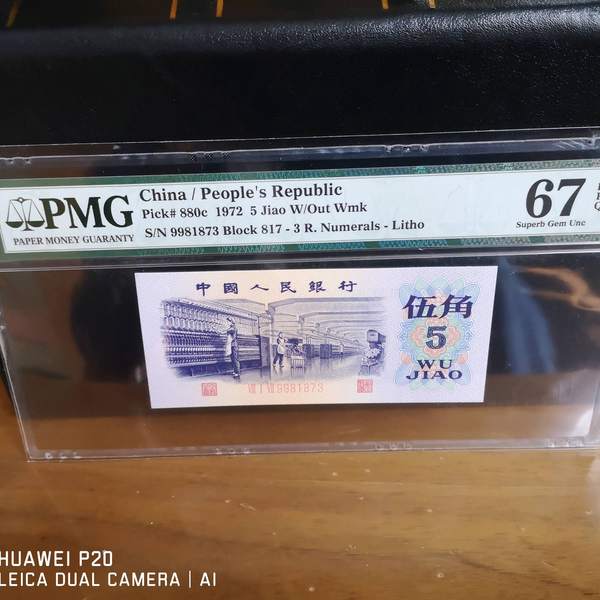 PMG
PAPER MONEY GUARANTY
China / People's Republic
Pick# 880c 1972 5 Jiao W/Out Wmk
S/N 9981873 Block 817 - 3 R. Numerals - Litho
67
Superb Gem Unc
中國人民銀行
伍角
5
WU
JIAO
VIII I VII 9981873
HUAWEI P20
LEICA DUAL CAMERA | AI